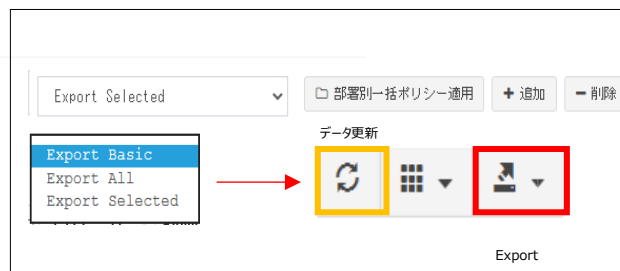 Export Selected
部署別一括ポリシー適用
追加
削除
データ更新
Export Basic
Export All
Export Selected
Export